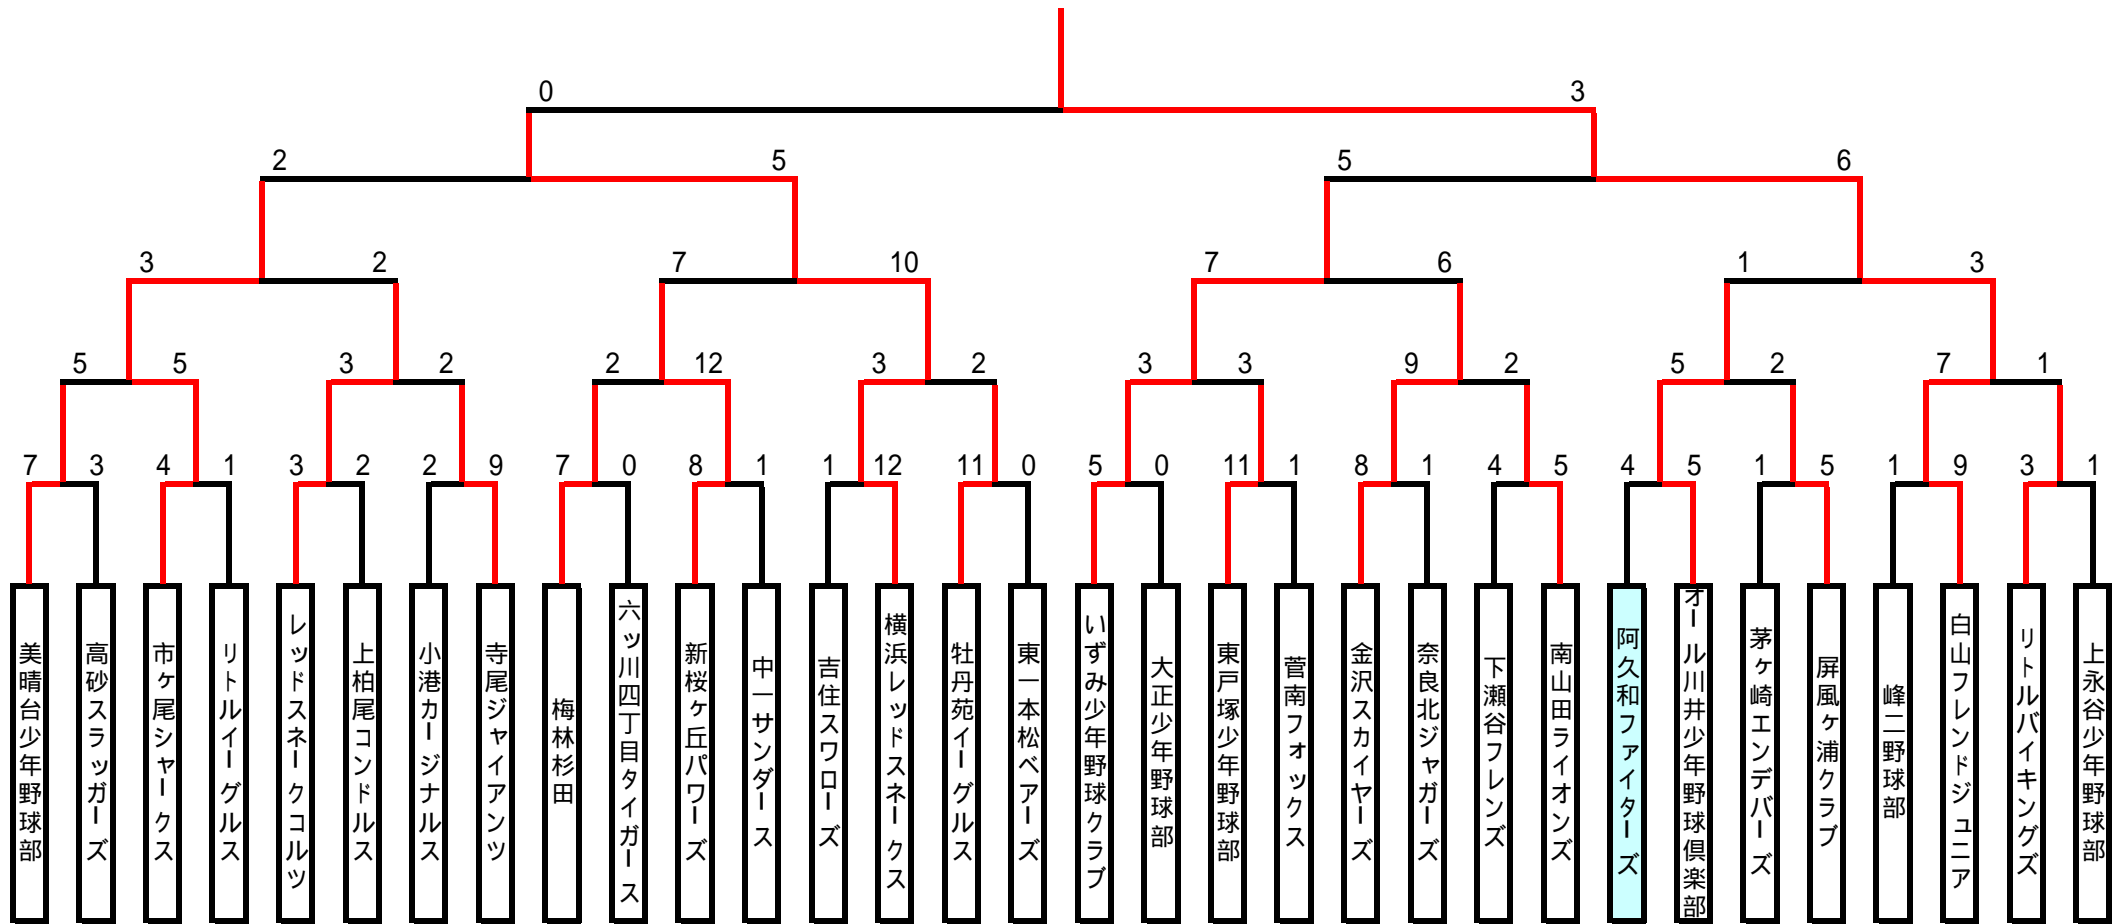 0 3
2 5 5 6
3 2 7 10 7 6 1 3
5 5 3 2 2 12 3 2 3 3 9 2 5 2 7 1
7 3 4 1 3 2 2 9 7 0 8 1 1 12 11 0 5 0 11 1 8 1 4 5 4 5 1 5 1 9 3 1
美晴台少年野球部
高砂スラッガーズ
市ヶ尾シャークス
リトルイーグルス
レッドスネークコルツ
上柏尾コンドルス
小港カージナルス
寺尾ジャイアンツ
梅林杉田
六ッ川四丁目タイガース
新桜ヶ丘パワーズ
中一サンダース
吉住スワローズ
横浜レッドスネークス
牡丹苑イーグルス
東一本松ベアーズ
いずみ少年野球クラブ
大正少年野球部
東戸塚少年野球部
菅南フォックス
金沢スカイヤーズ
奈良北ジャガーズ
下瀬谷フレンズ
南山田ライオンズ
阿久和ファイターズ
オール川井少年野球倶楽部
茅ヶ崎エンデバーズ
屏風ヶ浦クラブ
峰二野球部
白山フレンドジュニア
リトルバイキングズ
上永谷少年野球部